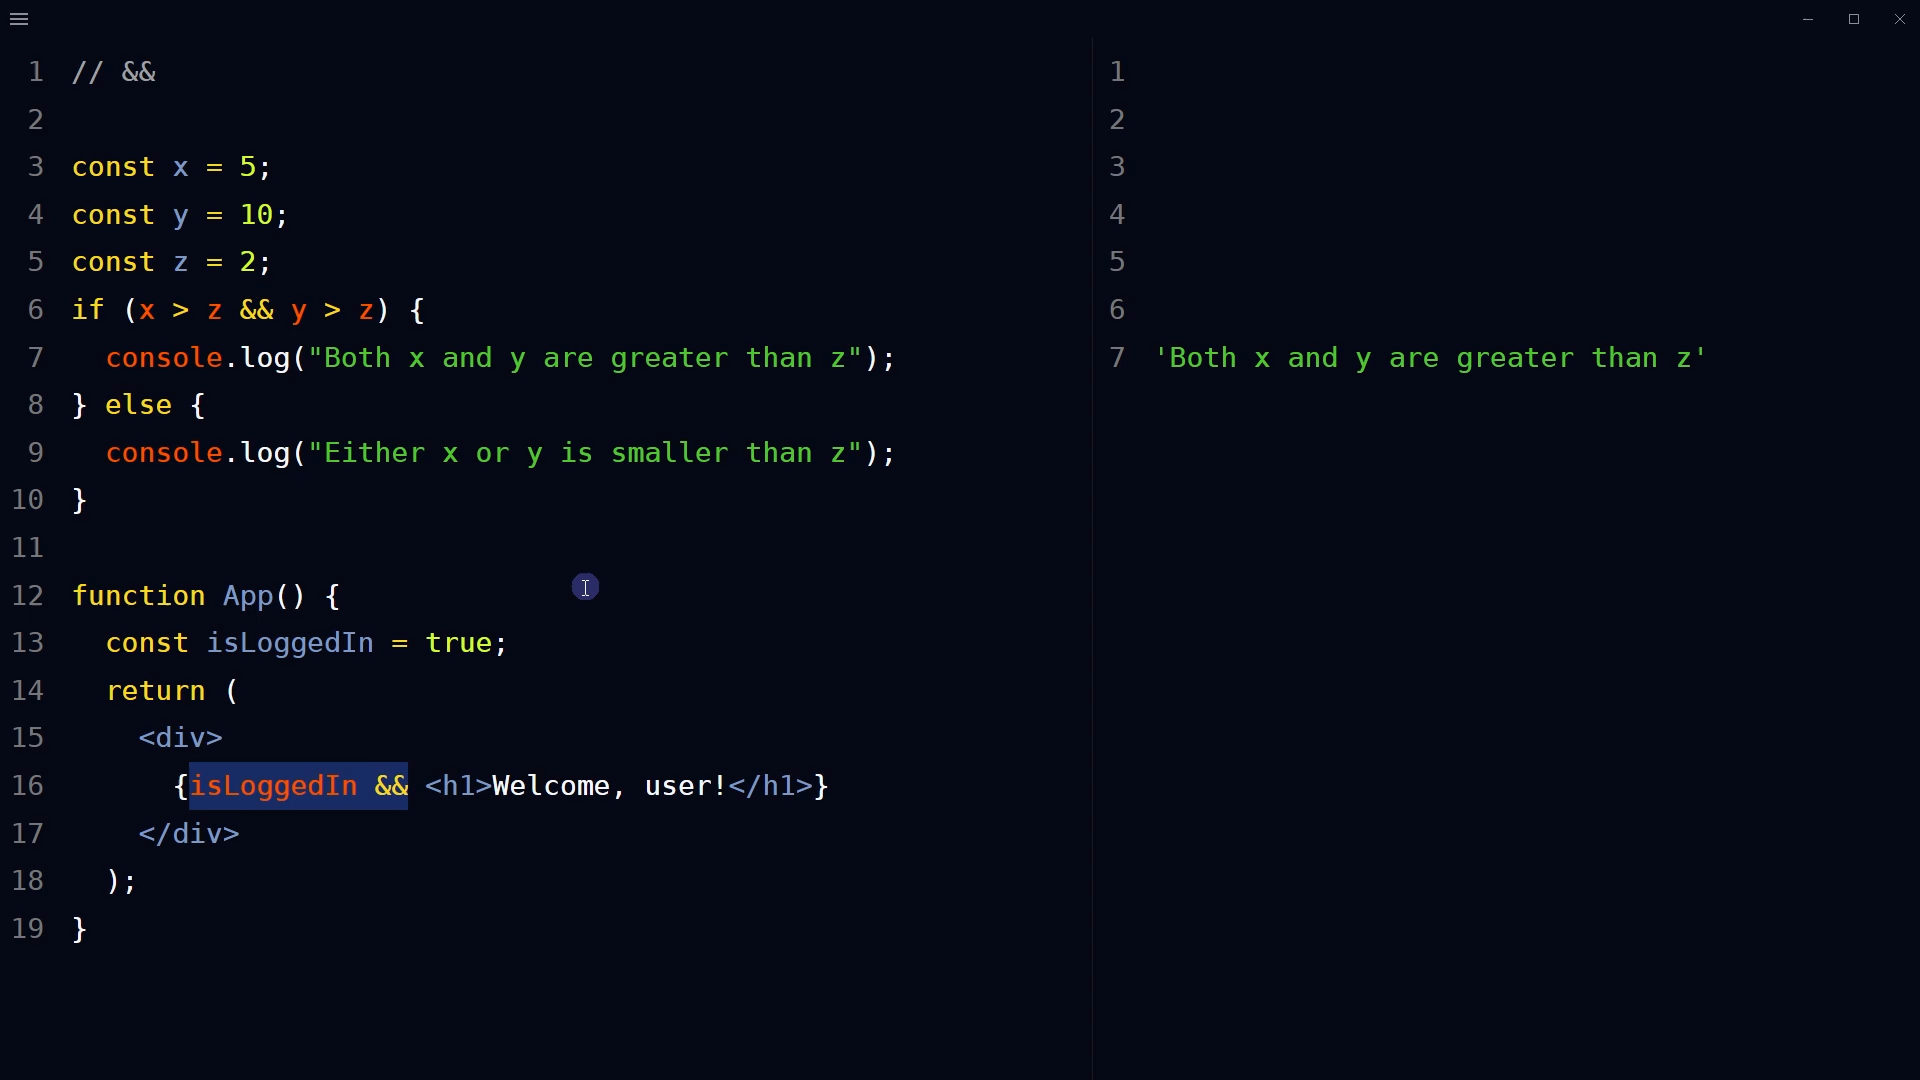 1 // &&
2
3 const x = 5;
4 const y = 10;
5 const z = 2;
6 if (x > z && y > z) {
7   console.log("Both x and y are greater than z");
8 } else {
9   console.log("Either x or y is smaller than z");
10 }
11
12 function App() {
13   const isLoggedIn = true;
14   return (
15     <div>
16       {isLoggedIn && <h1>Welcome, user!</h1>}
17     </div>
18   );
19 }
1
2
3
4
5
6
7 'Both x and y are greater than z'